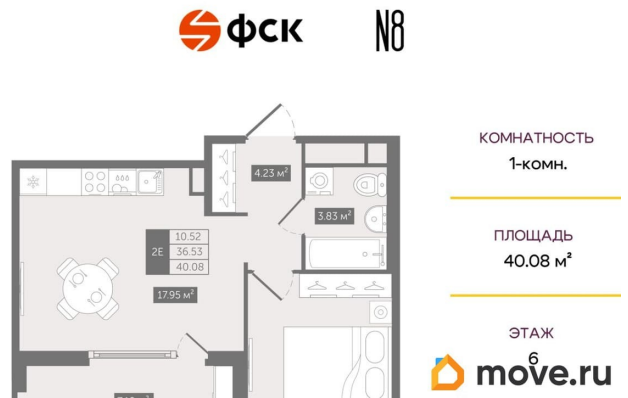 ФСК N8
КОМНАТНОСТЬ
1-комн.
ПЛОЩАДЬ
40.08 м²
ЭТАЖ
6
4.23 м²
3.83 м²
2Е
10.52
36.53
40.08
17.95 м²
move.ru